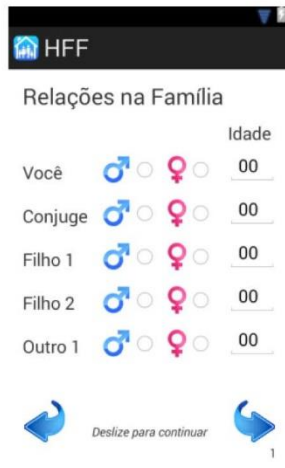 HFF
Relações na Família
Idade
Você 00
Conjuge 00
Filho 1 00
Filho 2 00
Outro 1 00
Deslize para continuar
1